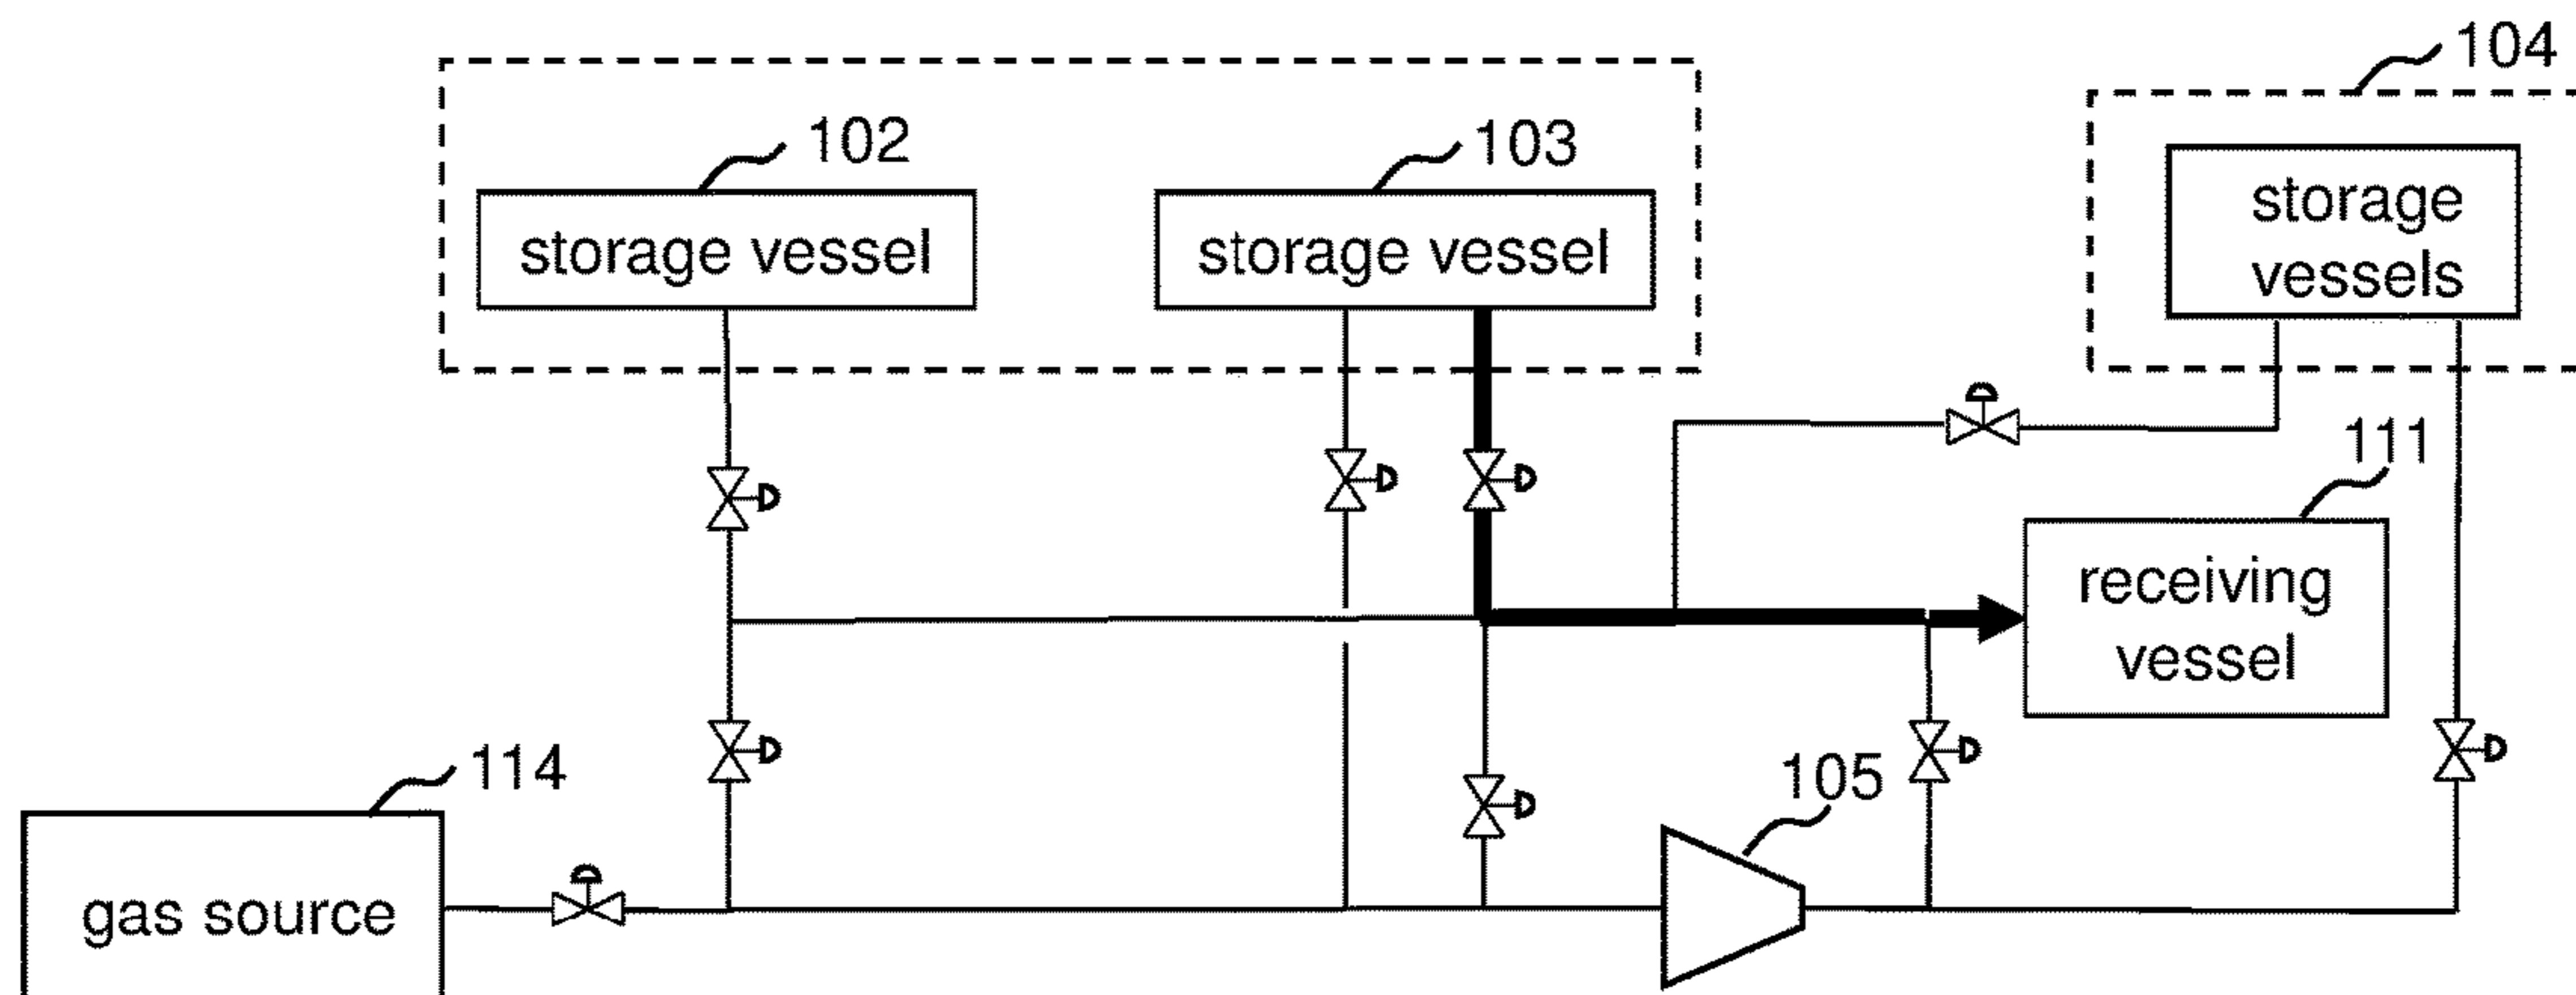 104
102
103
storage vessel
storage vessel
storage
vessels
111
receiving
vessel
114
105
gas source